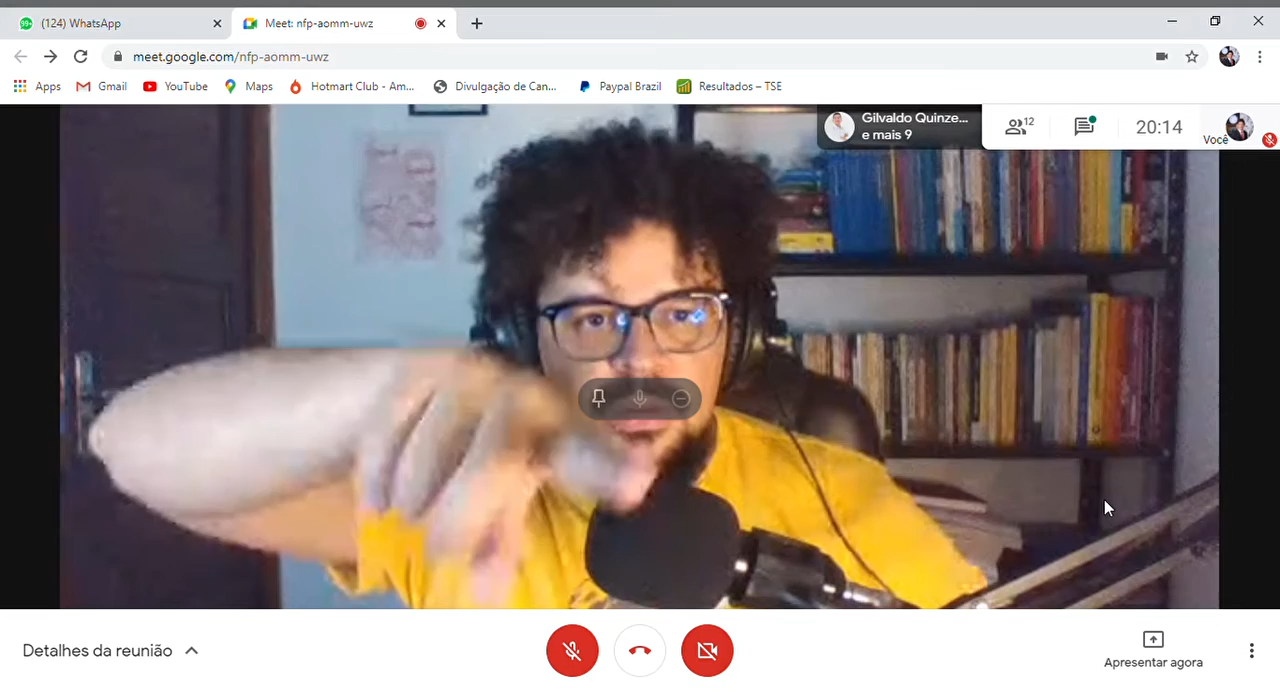 (124) WhatsApp
Meet: nfp-aomm-uwz
meet.google.com/nfp-aomm-uwz
Apps Gmail YouTube Maps Hotmart Club - Am... Divulgação de Can... Paypal Brazil Resultados – TSE
Gilvaldo Quinze...
e mais 9
12
20:14
Você
Detalhes da reunião
Apresentar agora